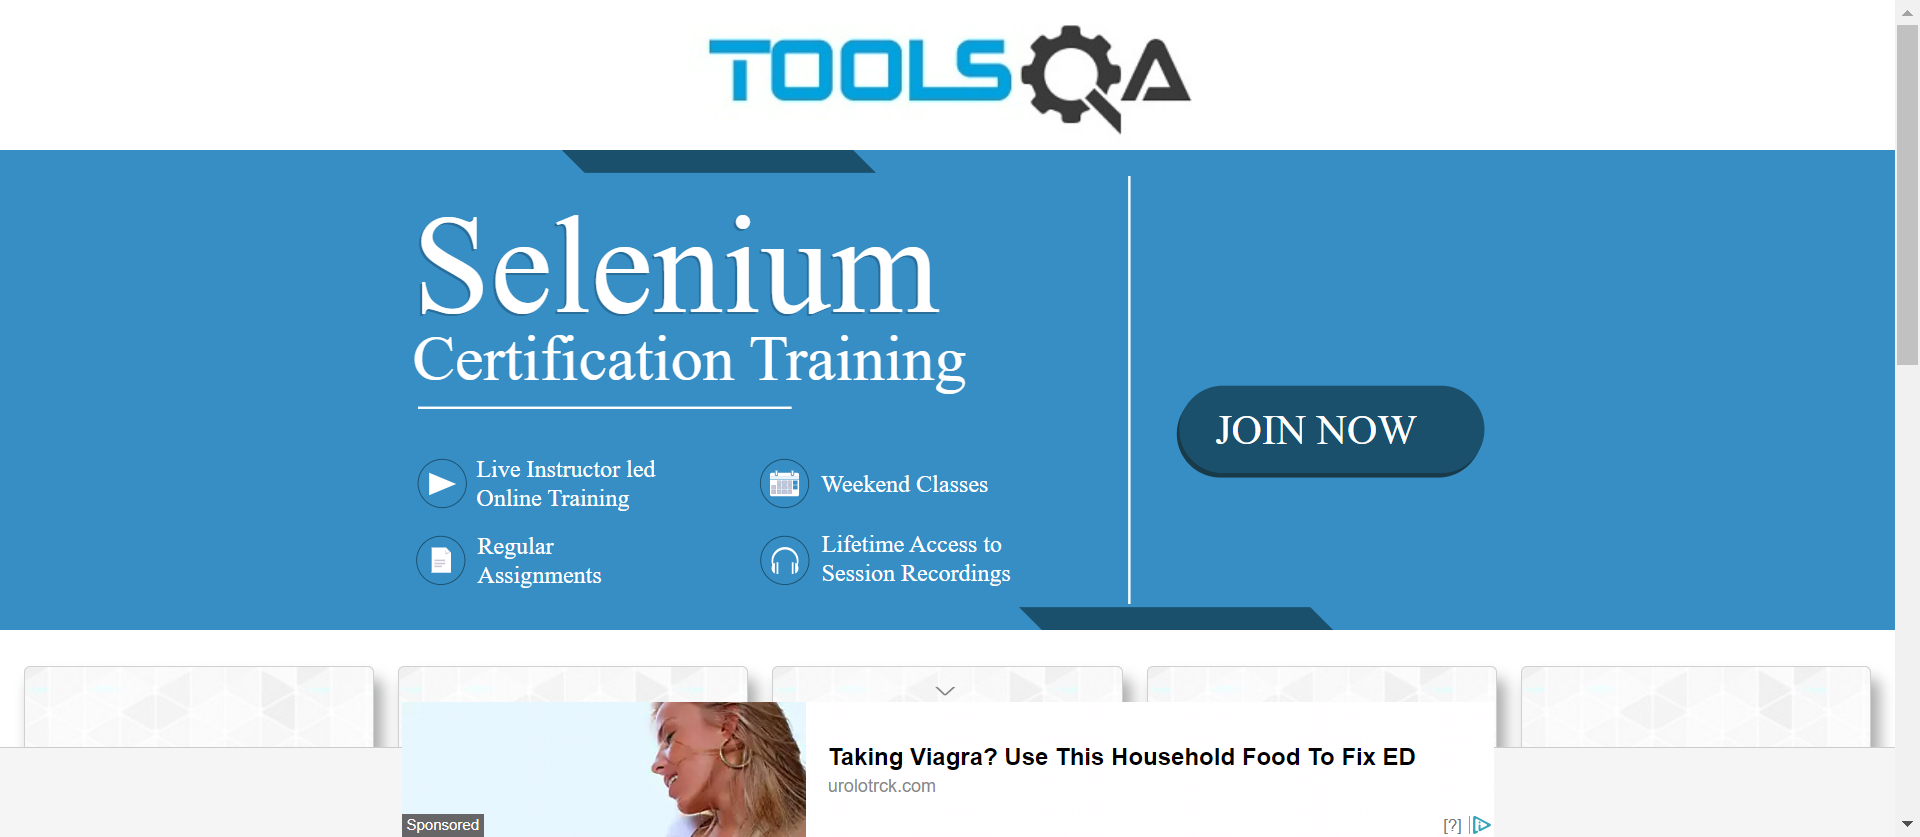 TOOLSQA
Selenium
Certification Training
Live Instructor led
Online Training
Weekend Classes
Regular
Assignments
Lifetime Access to
Session Recordings
JOIN NOW
Taking Viagra? Use This Household Food To Fix ED
urolotrck.com
Sponsored
[?]